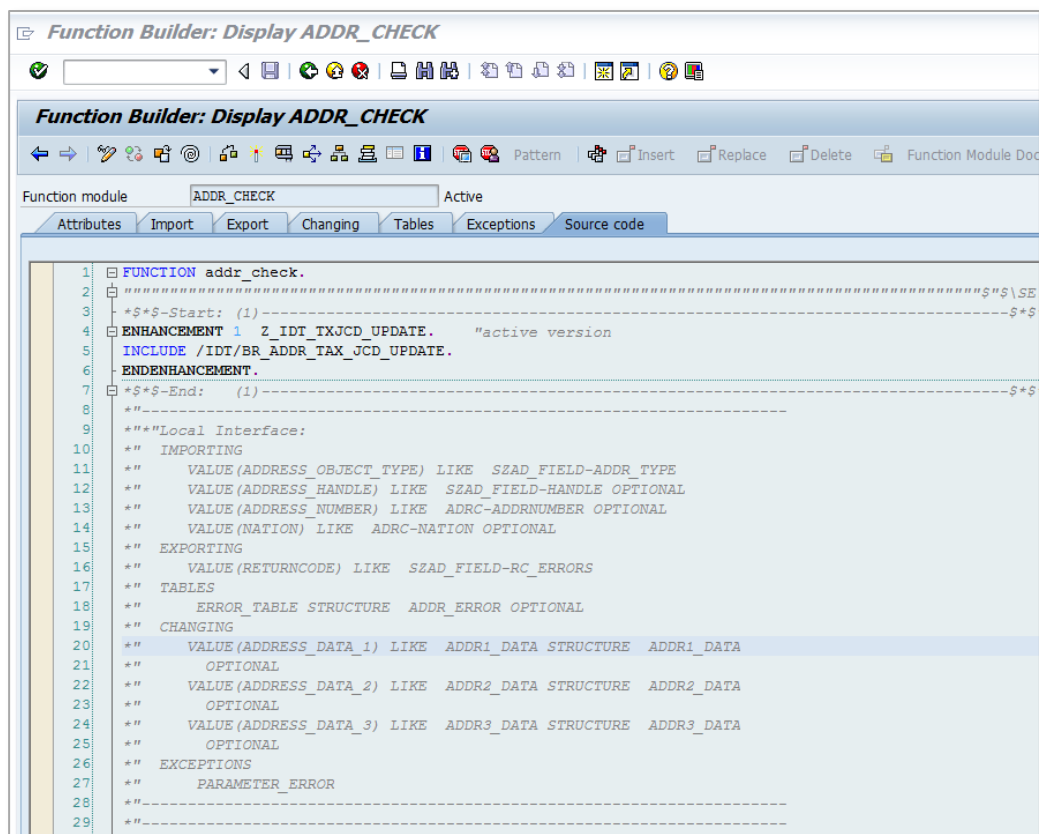 Function Builder: Display ADDR_CHECK
Function Builder: Display ADDR_CHECK
Pattern Insert Replace Delete Function Module Doc
Function module ADDR_CHECK Active
Attributes Import Export Changing Tables Exceptions Source code
1 FUNCTION addr_check.
2 """"""""""""""""""""""""""""""""""""""""""""""""""""""""""""""""""""""""""""""""""""""""""""$"$\SE
3 *$*$-Start: (1)---------------------------------------------------------------------------------$*$
4 ENHANCEMENT 1  Z_IDT_TXJCD_UPDATE.    "active version
5 INCLUDE /IDT/BR_ADDR_TAX_JCD_UPDATE.
6 ENDENHANCEMENT.
7 *$*$-End:   (1)---------------------------------------------------------------------------------$*$
8 *"----------------------------------------------------------------------
9 *"*"Local Interface:
10 *"  IMPORTING
11 *"     VALUE(ADDRESS_OBJECT_TYPE) LIKE  SZAD_FIELD-ADDR_TYPE
12 *"     VALUE(ADDRESS_HANDLE) LIKE  SZAD_FIELD-HANDLE OPTIONAL
13 *"     VALUE(ADDRESS_NUMBER) LIKE  ADRC-ADDRNUMBER OPTIONAL
14 *"     VALUE(NATION) LIKE  ADRC-NATION OPTIONAL
15 *"  EXPORTING
16 *"     VALUE(RETURNCODE) LIKE  SZAD_FIELD-RC_ERRORS
17 *"  TABLES
18 *"      ERROR_TABLE STRUCTURE  ADDR_ERROR OPTIONAL
19 *"  CHANGING
20 *"     VALUE(ADDRESS_DATA_1) LIKE  ADDR1_DATA STRUCTURE  ADDR1_DATA
21 *"       OPTIONAL
22 *"     VALUE(ADDRESS_DATA_2) LIKE  ADDR2_DATA STRUCTURE  ADDR2_DATA
23 *"       OPTIONAL
24 *"     VALUE(ADDRESS_DATA_3) LIKE  ADDR3_DATA STRUCTURE  ADDR3_DATA
25 *"       OPTIONAL
26 *"  EXCEPTIONS
27 *"      PARAMETER_ERROR
28 *"----------------------------------------------------------------------
29 *"----------------------------------------------------------------------